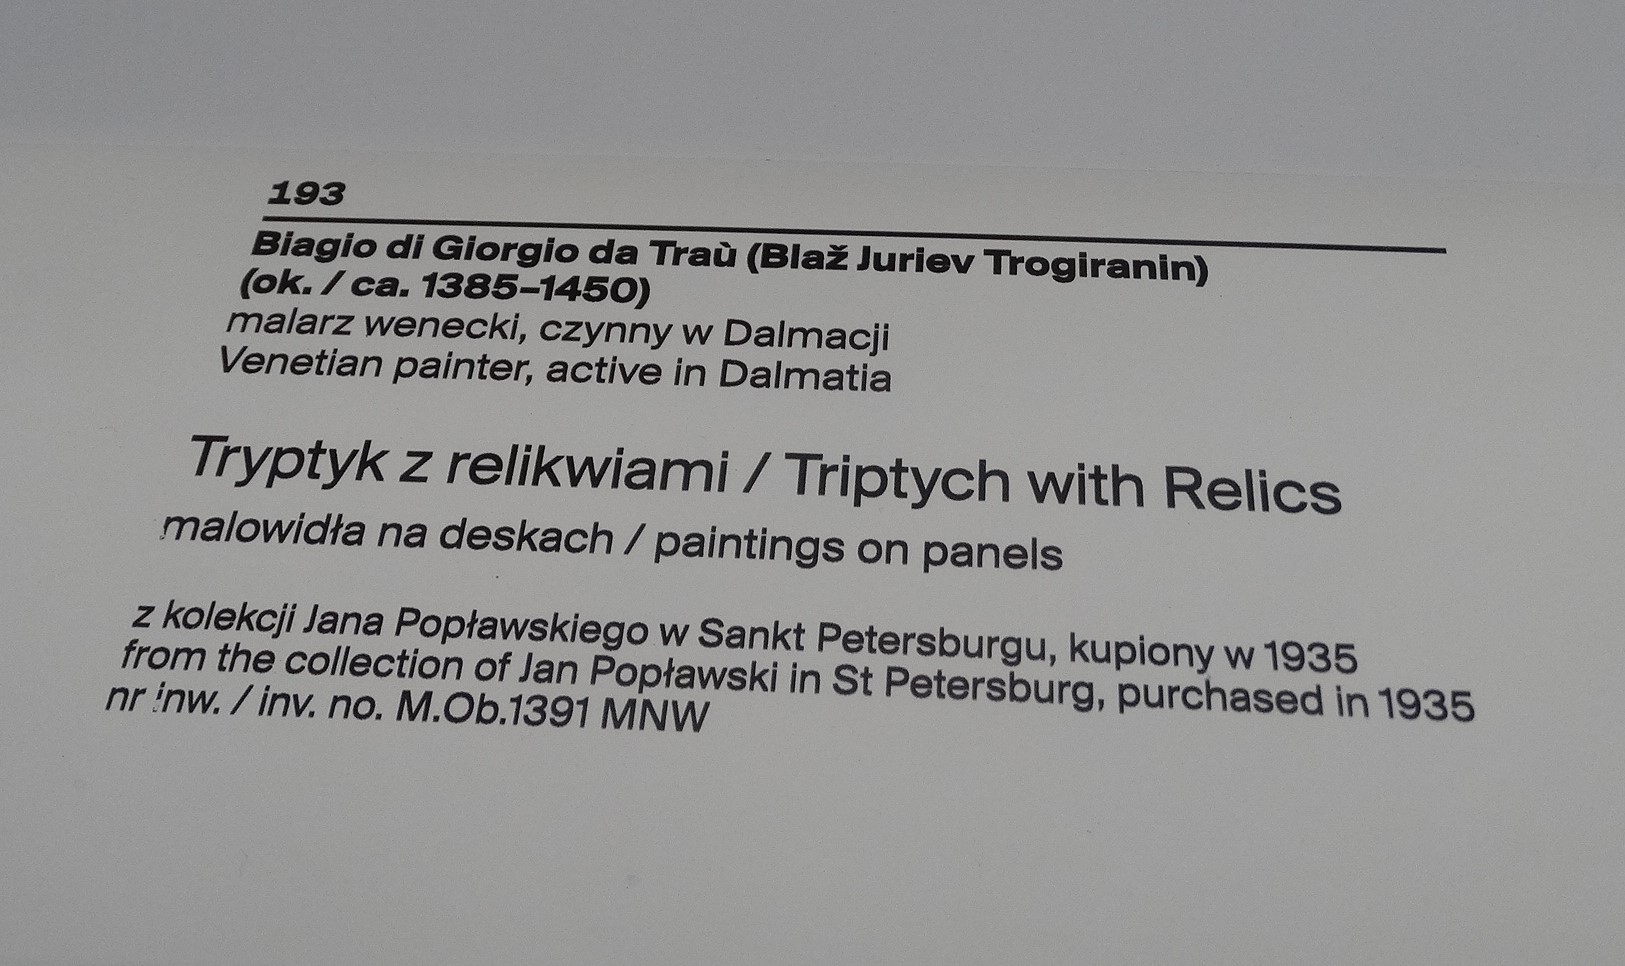 193
Biagio di Giorgio da Traù (Blaž Juriev Trogiranin)
(ok. / ca. 1385–1450)
malarz wenecki, czynny w Dalmacji
Venetian painter, active in Dalmatia
Tryptyk z relikwiami / Triptych with Relics
malowidła na deskach / paintings on panels
z kolekcji Jana Popławskiego w Sankt Petersburgu, kupiony w 1935
from the collection of Jan Popławski in St Petersburg, purchased in 1935
nr inw. / inv. no. M.Ob.1391 MNW